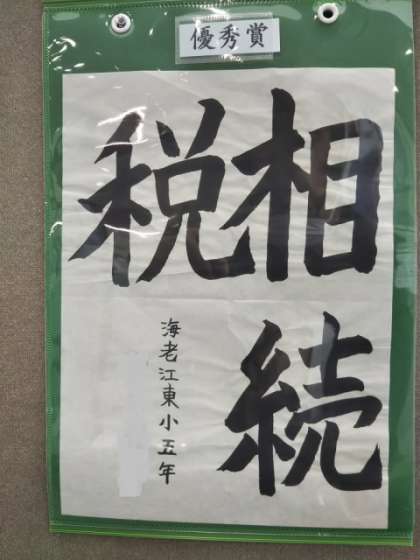 優秀賞
相続
税
海老江東小五年